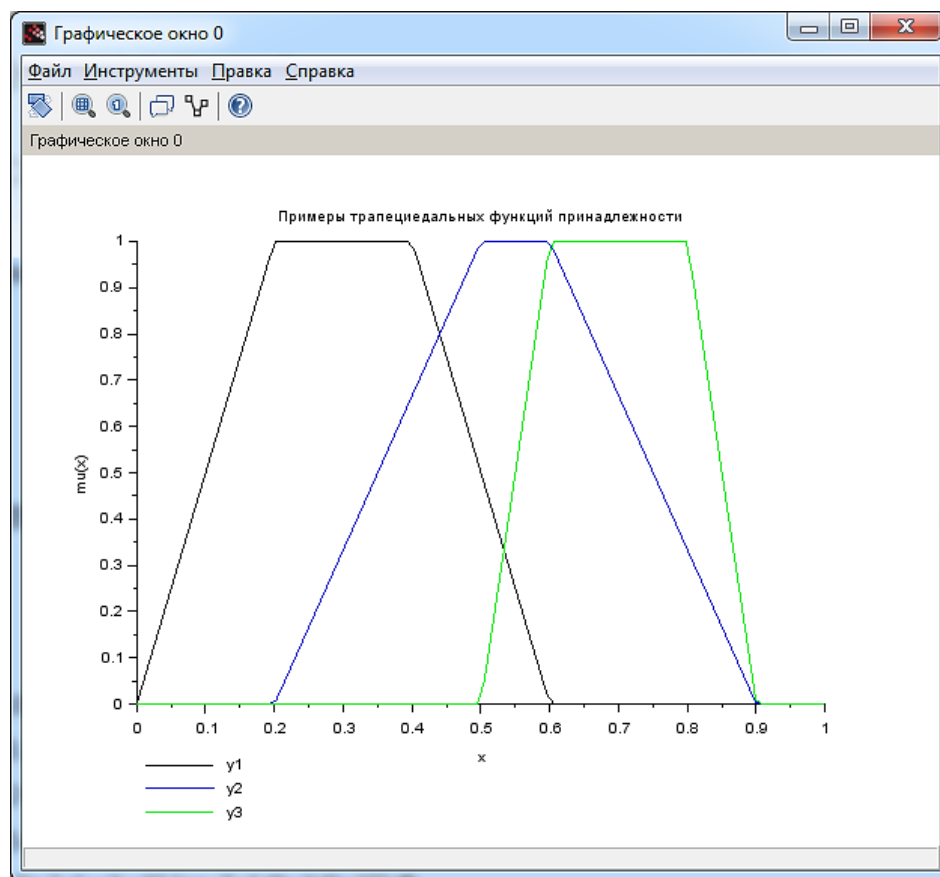 Графическое окно 0
Файл Инструменты Правка Справка
Графическое окно 0
Примеры трапециедальных функций принадлежности
1
0.9
0.8
0.7
0.6
0.5
0.4
0.3
0.2
0.1
0
mu(x)
0 0.1 0.2 0.3 0.4 0.5 0.6 0.7 0.8 0.9 1
x
y1
y2
y3